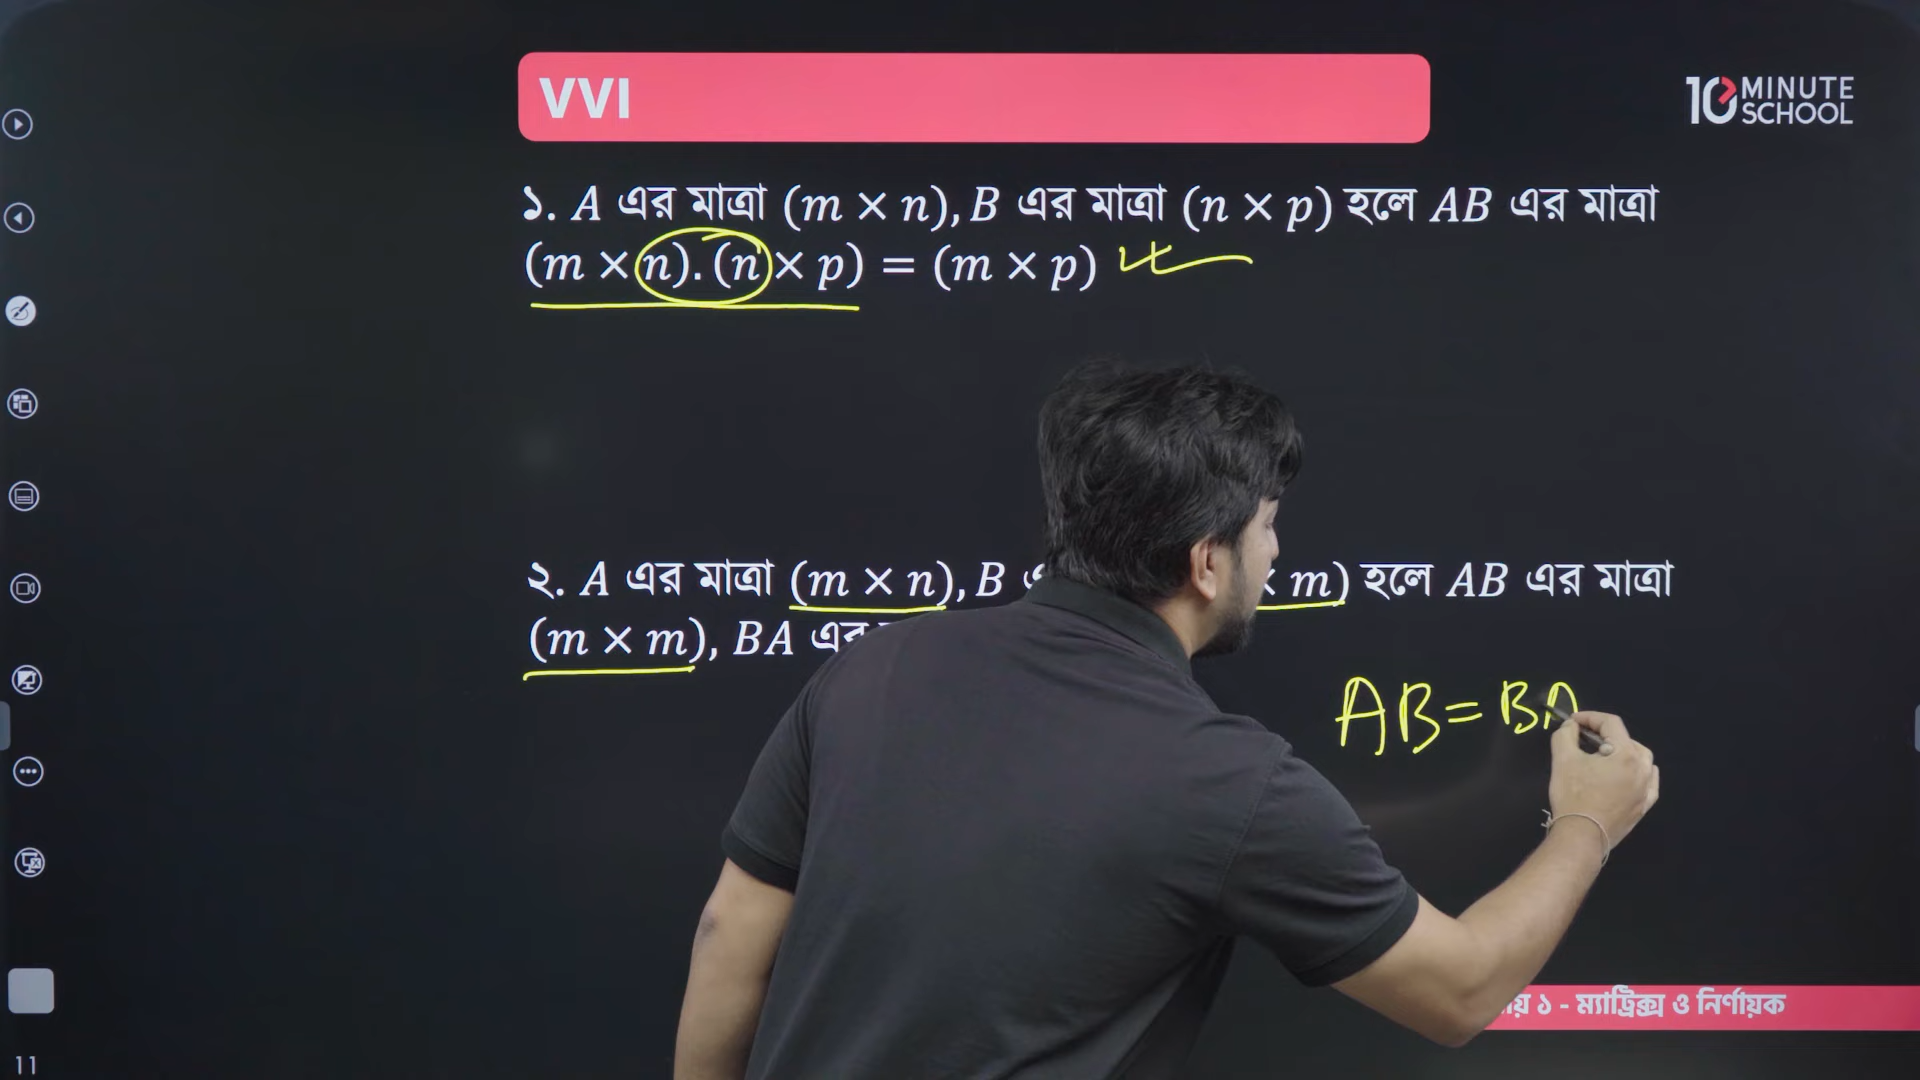 VVI
10 MINUTE
SCHOOL
১. A এর মাত্রা (m × n), B এর মাত্রা (n × p) হলে AB এর মাত্রা
(m × n). (n × p) = (m × p)
২. A এর মাত্রা (m × n), B × m) হলে AB এর মাত্রা
(m × m), BA এর
AB = BA
১ - ম্যাট্রিক্স ও নির্ণায়ক
11